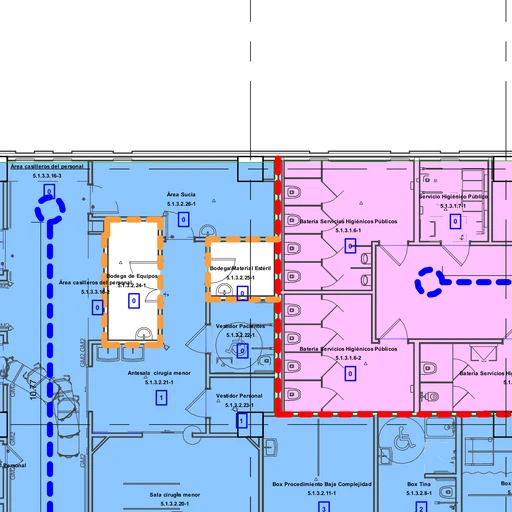 Área casilleros del personal
5.1.3.3.16-3
0
Área Sucia
5.1.3.2.26-1
0
Servicio Higiénico Público
5.1.3.1.7-1
0
Batería Servicios Higiénicos Públicos
5.1.3.1.6-1
0
Bodega de Equipos
5.1.3.2.24-1
0
Bodega Material Estéril
5.1.3.2.25-1
0
Área casilleros del personal
0
Vestidor Pacientes
5.1.3.2.22-1
0
Batería Servicios Higiénicos Públicos
5.1.3.1.6-2
0
Antesala cirugía menor
5.1.3.2.21-1
1
Vestidor Personal
5.1.3.2.23-1
1
Batería Servicios Hig
10.77
Personal
Sala cirugía menor
5.1.3.2.20-1
Box Procedimiento Baja Complejidad
5.1.3.2.11-1
3
Box Tina
5.1.3.2.8-1
2
Box